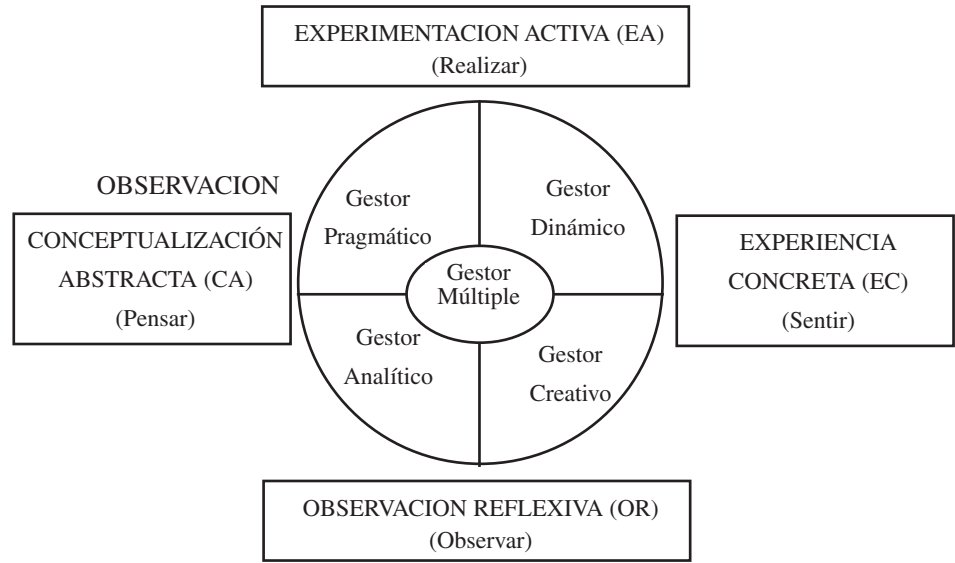 EXPERIMENTACION ACTIVA (EA)
(Realizar)
OBSERVACION
CONCEPTUALIZACIÓN
ABSTRACTA (CA)
(Pensar)
Gestor
Pragmático
Gestor
Dinámico
Gestor
Múltiple
Gestor
Analítico
Gestor
Creativo
EXPERIENCIA
CONCRETA (EC)
(Sentir)
OBSERVACION REFLEXIVA (OR)
(Observar)